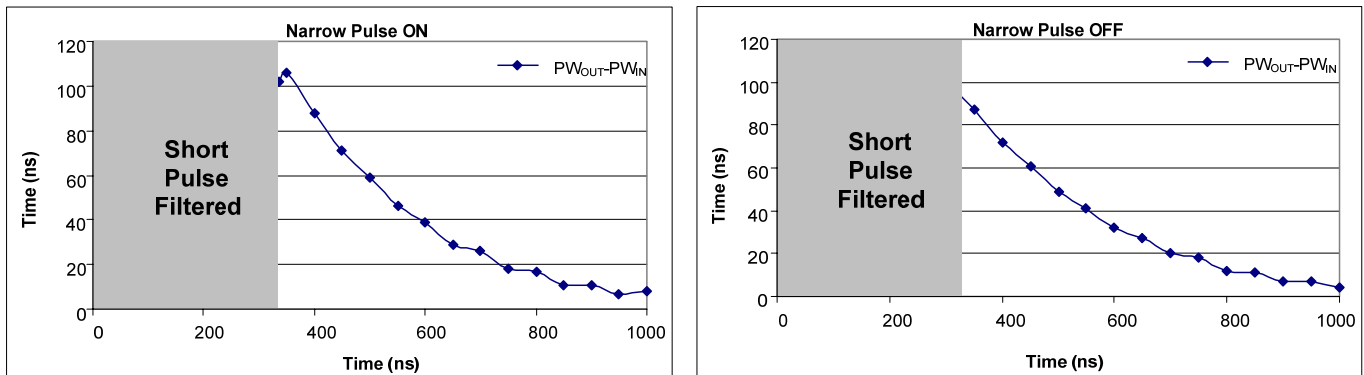 Narrow Pulse ON
120
100
80
60
40
20
0
Time (ns)
Short
Pulse
Filtered
PWOUT-PWIN
0 200 400 600 800 1000
Time (ns)
Narrow Pulse OFF
120
100
80
60
40
20
0
Time (ns)
Short
Pulse
Filtered
PWOUT-PWIN
0 200 400 600 800 1000
Time (ns)